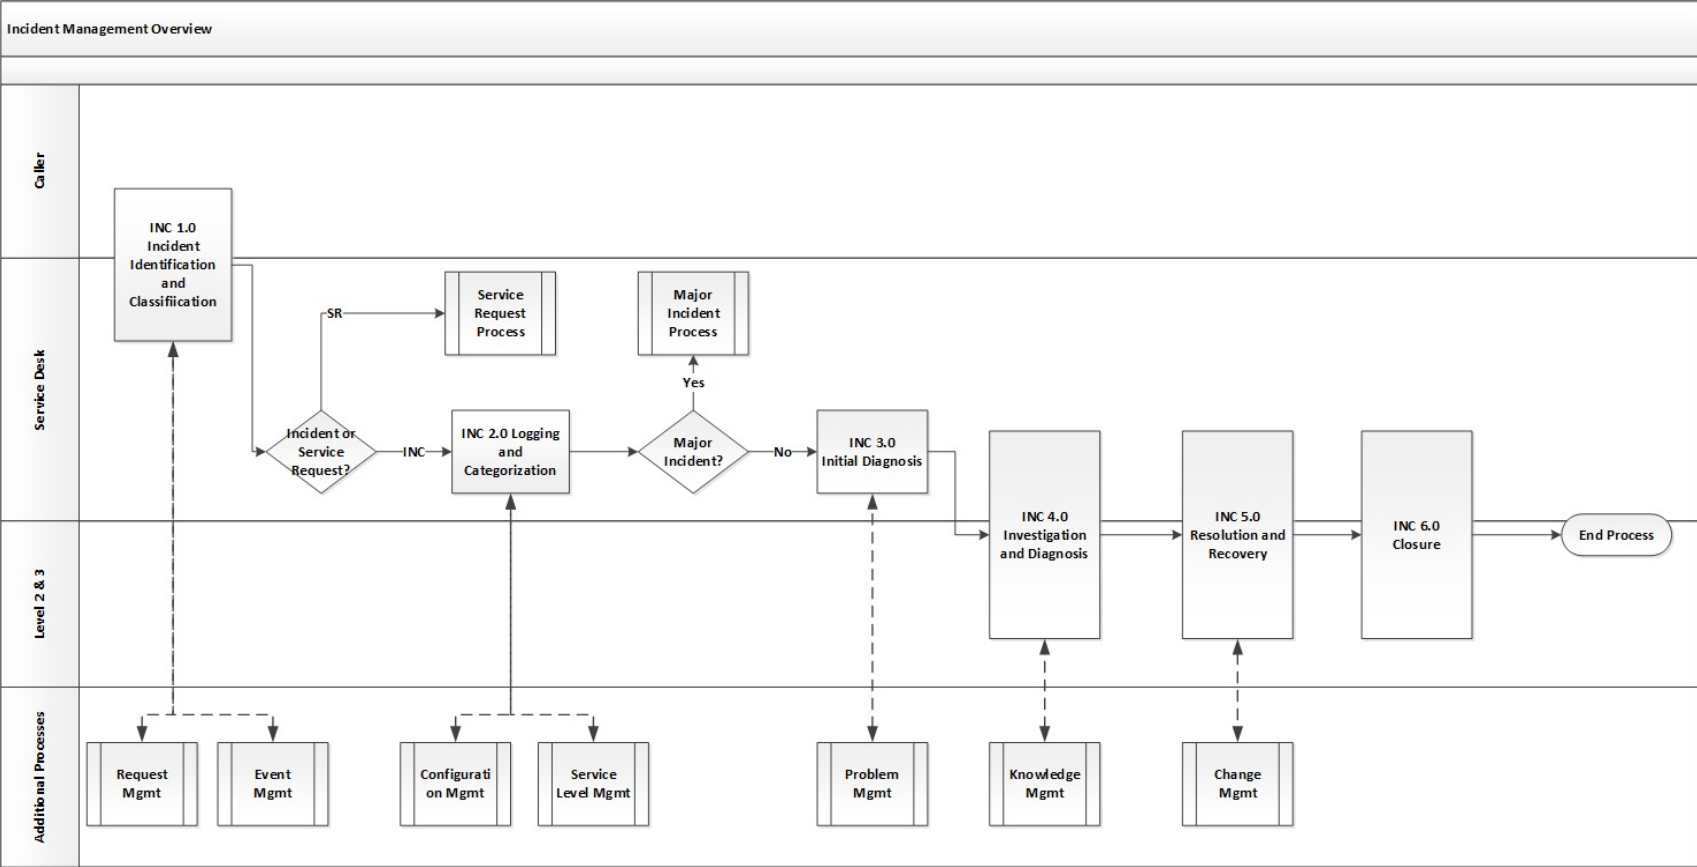 Incident Management Overview
Caller
INC 1.0
Incident
Identification
and
Classifiication
Service Desk
SR
Service
Request
Process
Major
Incident
Process
Yes
Incident or
Service
Request?
INC
INC 2.0 Logging
and
Categorization
Major
Incident?
No
INC 3.0
Initial Diagnosis
Level 2 & 3
INC 4.0
Investigation
and Diagnosis
INC 5.0
Resolution and
Recovery
INC 6.0
Closure
End Process
Additional Processes
Request
Mgmt
Event
Mgmt
Configurati
on Mgmt
Service
Level Mgmt
Problem
Mgmt
Knowledge
Mgmt
Change
Mgmt